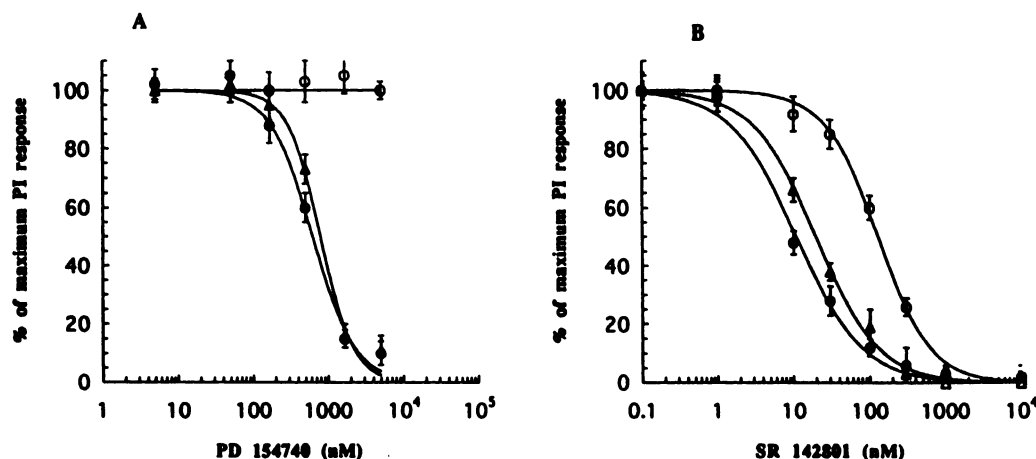 A
% of maximum PI response
100
80
60
40
20
0
1 10 100 1000 10⁴ 10⁵
PD 154740 (nM)
B
% of maximum PI response
100
80
60
40
20
0
0.1 1 10 100 1000 10⁴
SR 142801 (nM)